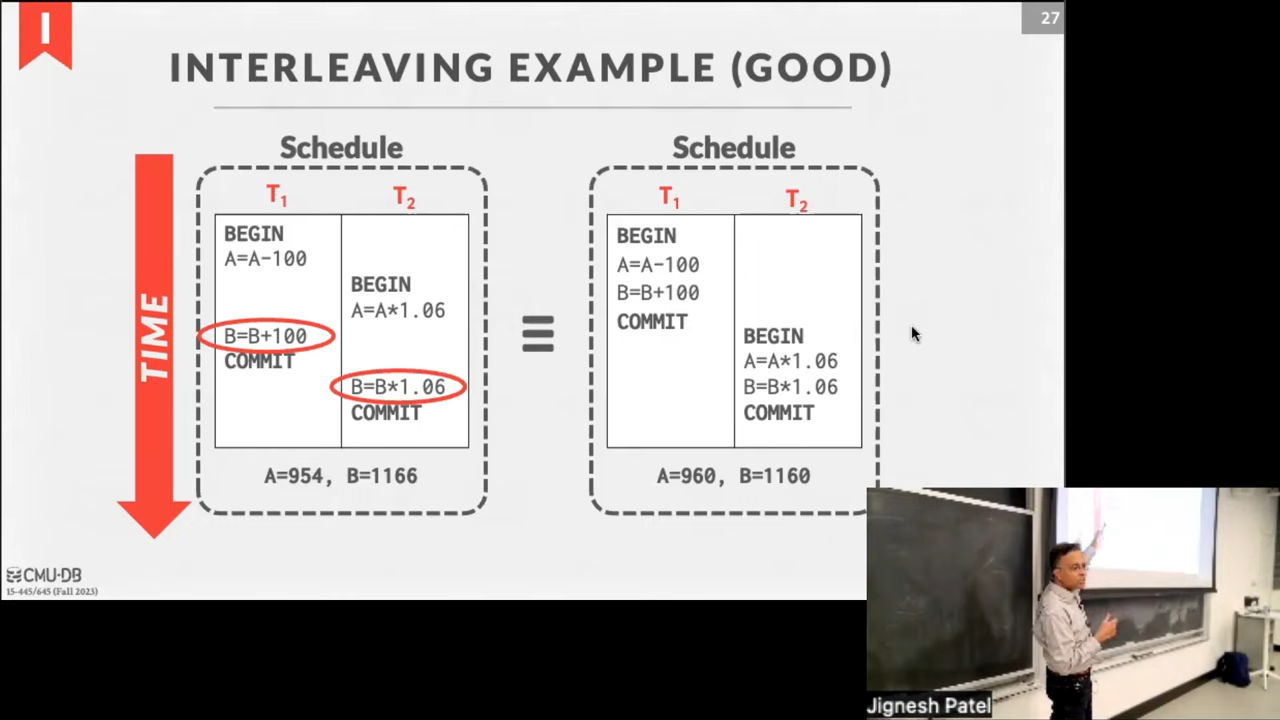 I
27
INTERLEAVING EXAMPLE (GOOD)
TIME
Schedule
T1 T2
BEGIN
A=A-100
BEGIN
A=A*1.06
B=B+100
COMMIT
B=B*1.06
COMMIT
A=954, B=1166
≡
Schedule
T1 T2
BEGIN
A=A-100
B=B+100
COMMIT
BEGIN
A=A*1.06
B=B*1.06
COMMIT
A=960, B=1160
CMU·DB
15-445/645 (Fall 2023)
Jignesh Patel